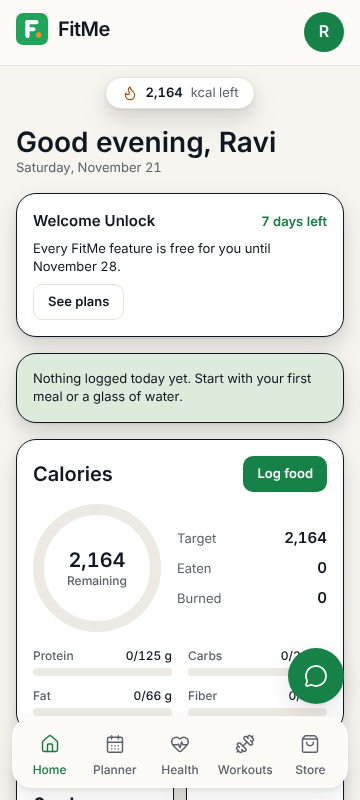 FitMe
R
2,164 kcal left
Good evening, Ravi
Saturday, November 21
Welcome Unlock
7 days left
Every FitMe feature is free for you until
November 28.
See plans
Nothing logged today yet. Start with your first
meal or a glass of water.
Calories
Log food
2,164
Remaining
Target 2,164
Eaten 0
Burned 0
Protein 0/125 g
Carbs
Fat 0/66 g
Fiber
Home
Planner
Health
Workouts
Store